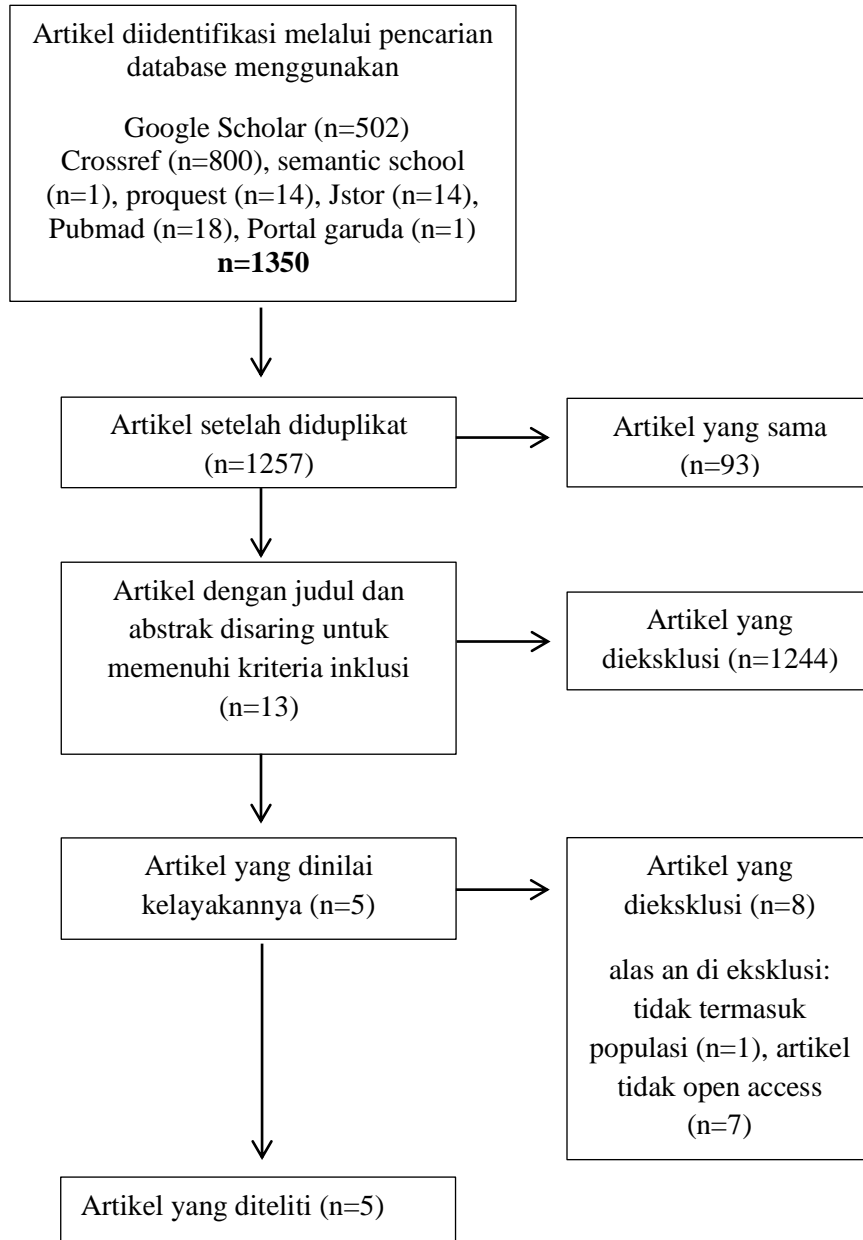 Artikel diidentifikasi melalui pencarian
database menggunakan
Google Scholar (n=502)
Crossref (n=800), semantic school
(n=1), proquest (n=14), Jstor (n=14),
Pubmad (n=18), Portal garuda (n=1)
n=1350
Artikel setelah diduplikat
(n=1257)
Artikel yang sama
(n=93)
Artikel dengan judul dan
abstrak disaring untuk
memenuhi kriteria inklusi
(n=13)
Artikel yang
dieksklusi (n=1244)
Artikel yang dinilai
kelayakannya (n=5)
Artikel yang
dieksklusi (n=8)
alas an di eksklusi:
tidak termasuk
populasi (n=1), artikel
tidak open access
(n=7)
Artikel yang diteliti (n=5)